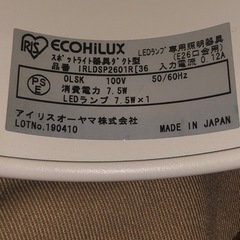 IRIS ECOHiLUX LEDランプ専用照明器具
スポットライト器具ダクト型 (E26口金用)
品番 IRLDSP2601R[36 入力電流 0.12A
PSE OLSK 100V 50/60Hz
消費電力 7.5W
LEDランプ 7.5W×1
アイリスオーヤマ株式会社
LOTNo.190410 MADE IN JAPAN